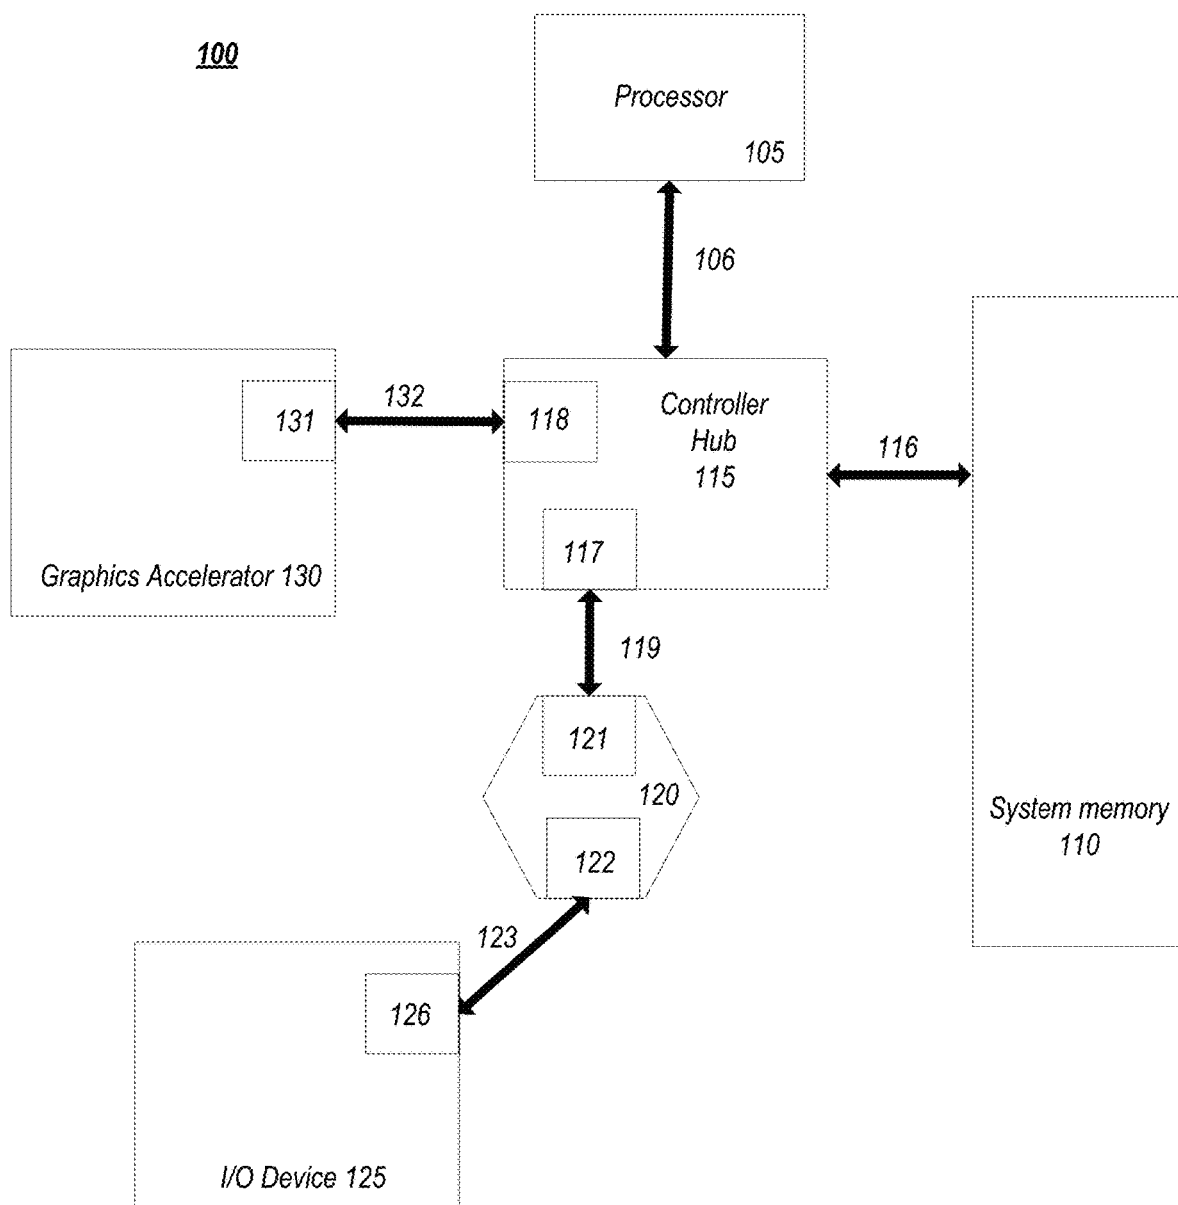 100
Processor
105
106
131
132
118
Controller
Hub
115
116
117
Graphics Accelerator 130
119
121
120
System memory
110
122
123
126
I/O Device 125